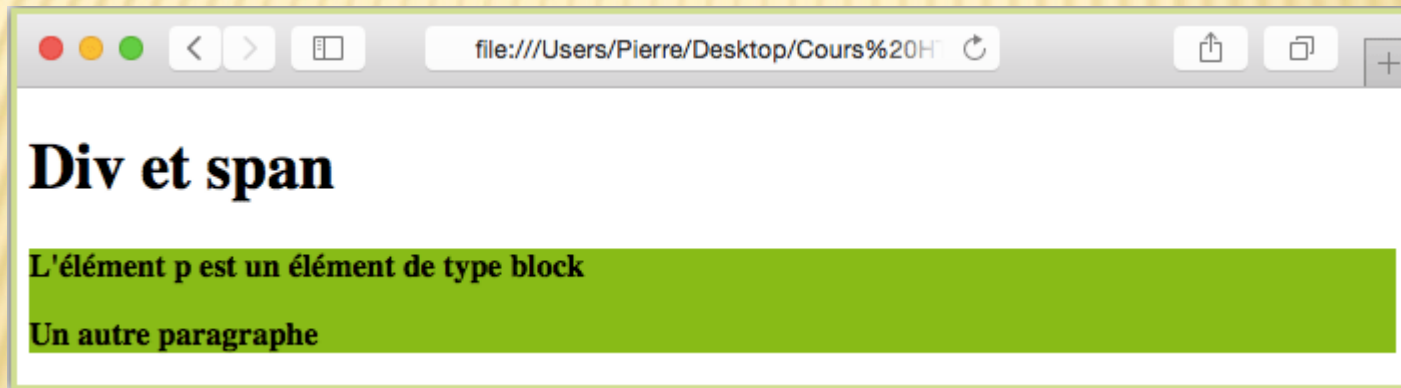 file:///Users/Pierre/Desktop/Cours%20H
Div et span
L'élément p est un élément de type block
Un autre paragraphe